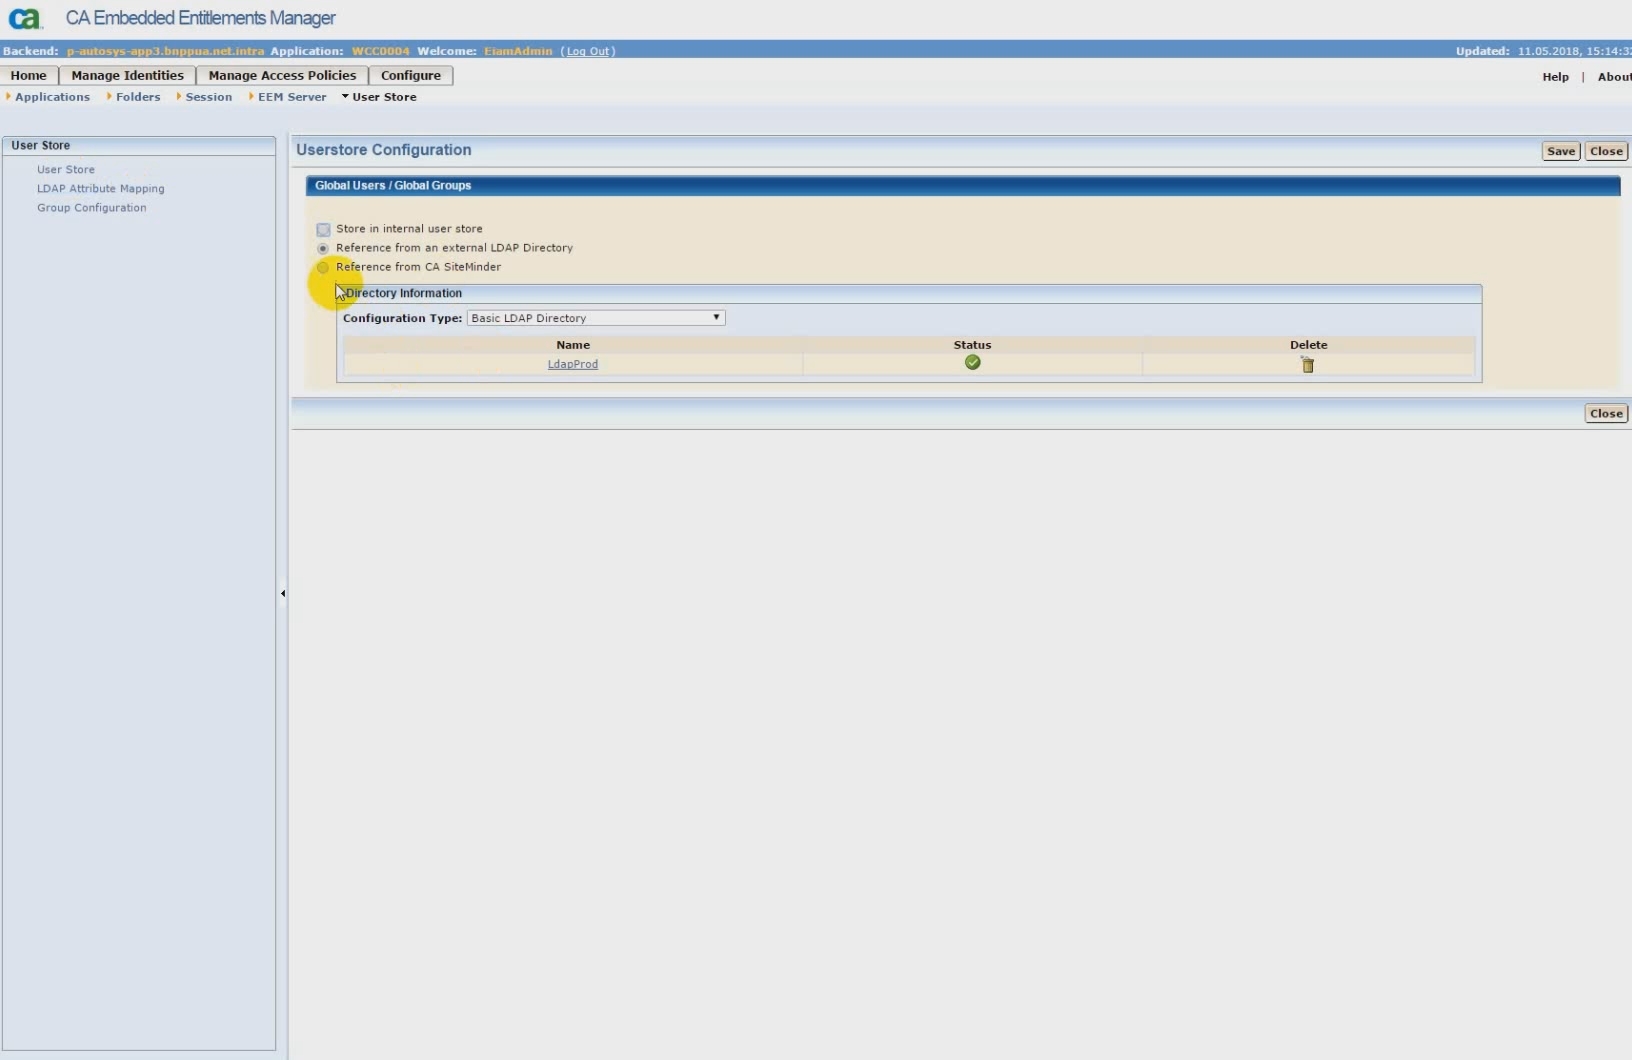 ca CA Embedded Entitlements Manager
Backend: p-autosys-app3.bnppua.net.intra Application: WCC0004 Welcome: EiamAdmin (Log Out) Updated: 11.05.2018, 15:14:32
Home Manage Identities Manage Access Policies Configure Help | About
Applications Folders Session EEM Server User Store
User Store
User Store
LDAP Attribute Mapping
Group Configuration
Userstore Configuration Save Close
Global Users / Global Groups
Store in internal user store
Reference from an external LDAP Directory
Reference from CA SiteMinder
Directory Information
Configuration Type: Basic LDAP Directory
Name Status Delete
LdapProd
Close